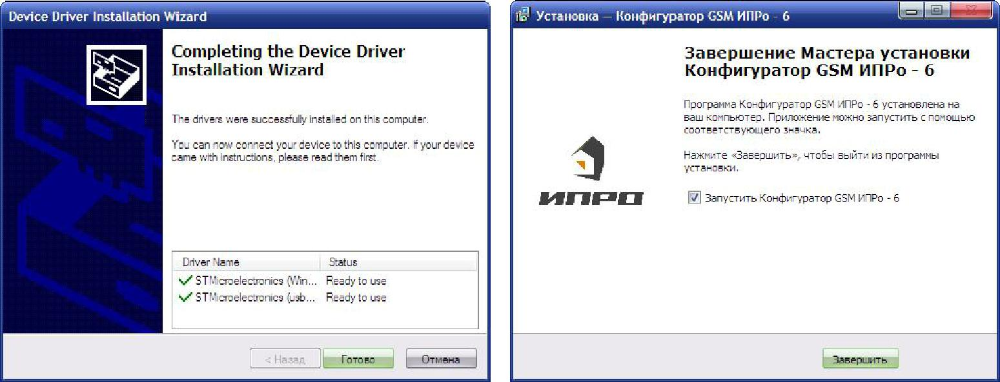 Device Driver Installation Wizard
Completing the Device Driver
Installation Wizard
The drivers were successfully installed on this computer.
You can now connect your device to this computer. If your device
came with instructions, please read them first.
Driver Name Status
STMicroelectronics (Win... Ready to use
STMicroelectronics (usb... Ready to use
< Назад Готово Отмена
Установка — Конфигуратор GSM ИПРо - 6
Завершение Мастера установки
Конфигуратор GSM ИПРо - 6
Программа Конфигуратор GSM ИПРо - 6 установлена на
ваш компьютер. Приложение можно запустить с помощью
соответствующего значка.
Нажмите «Завершить», чтобы выйти из программы
установки.
ИПРО
Запустить Конфигуратор GSM ИПРо - 6
Завершить